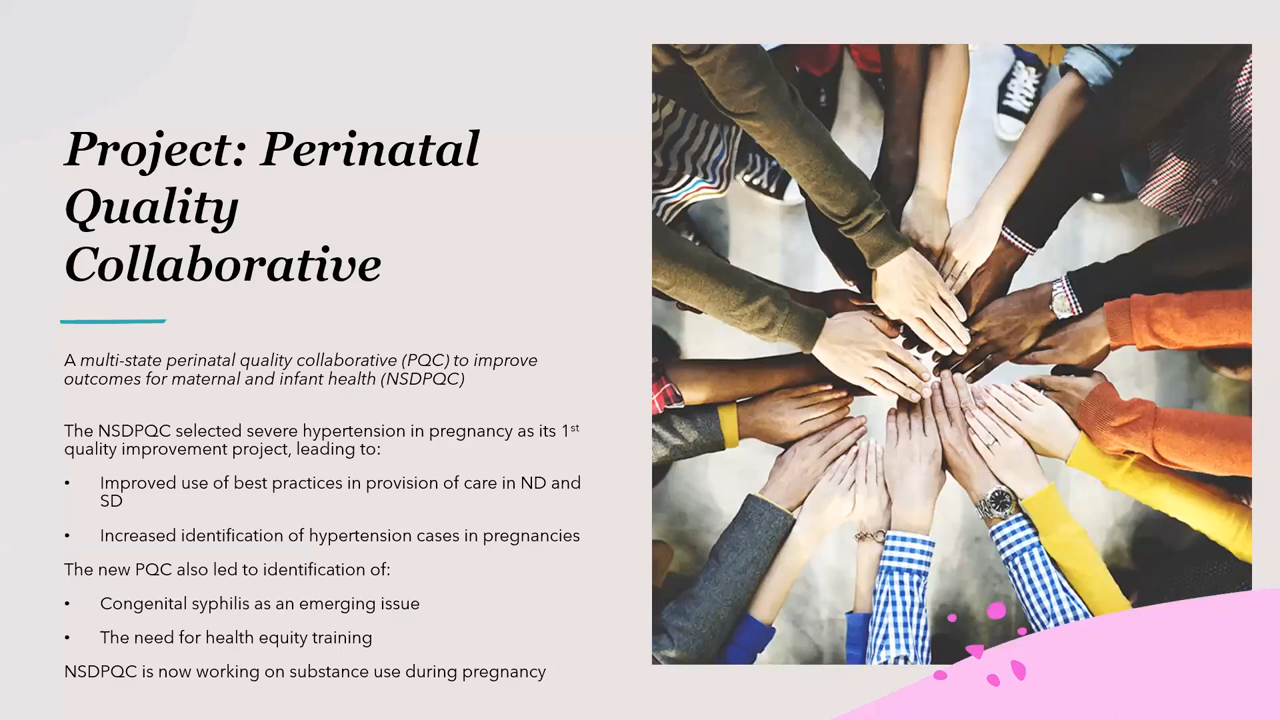 Project: Perinatal
Quality
Collaborative
A multi-state perinatal quality collaborative (PQC) to improve
outcomes for maternal and infant health (NSDPQC)
The NSDPQC selected severe hypertension in pregnancy as its 1st
quality improvement project, leading to:
• Improved use of best practices in provision of care in ND and
SD
• Increased identification of hypertension cases in pregnancies
The new PQC also led to identification of:
• Congenital syphilis as an emerging issue
• The need for health equity training
NSDPQC is now working on substance use during pregnancy